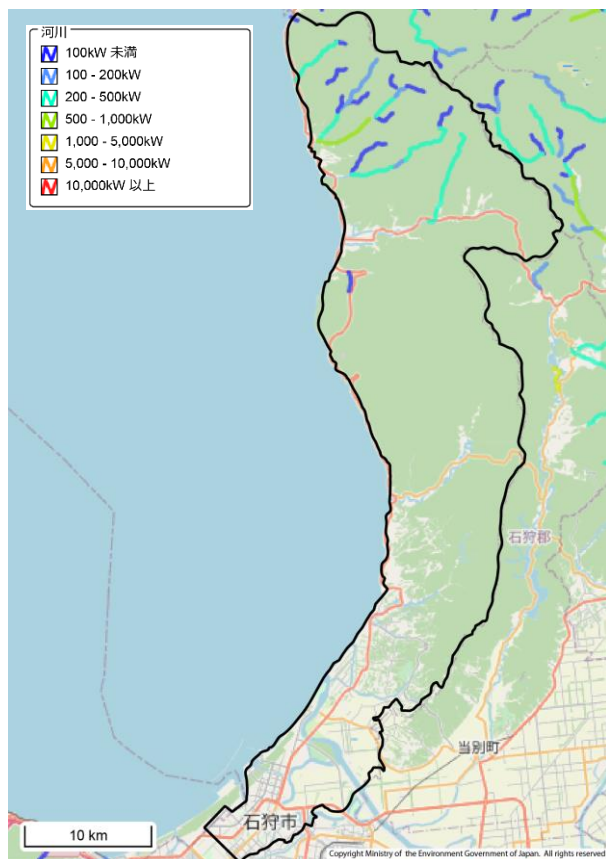 河川
100kW 未満
100 - 200kW
200 - 500kW
500 - 1,000kW
1,000 - 5,000kW
5,000 - 10,000kW
10,000kW 以上
石狩郡
当別町
石狩市
10 km
Copyright Ministry of the Environment Government of Japan. All rights reserved